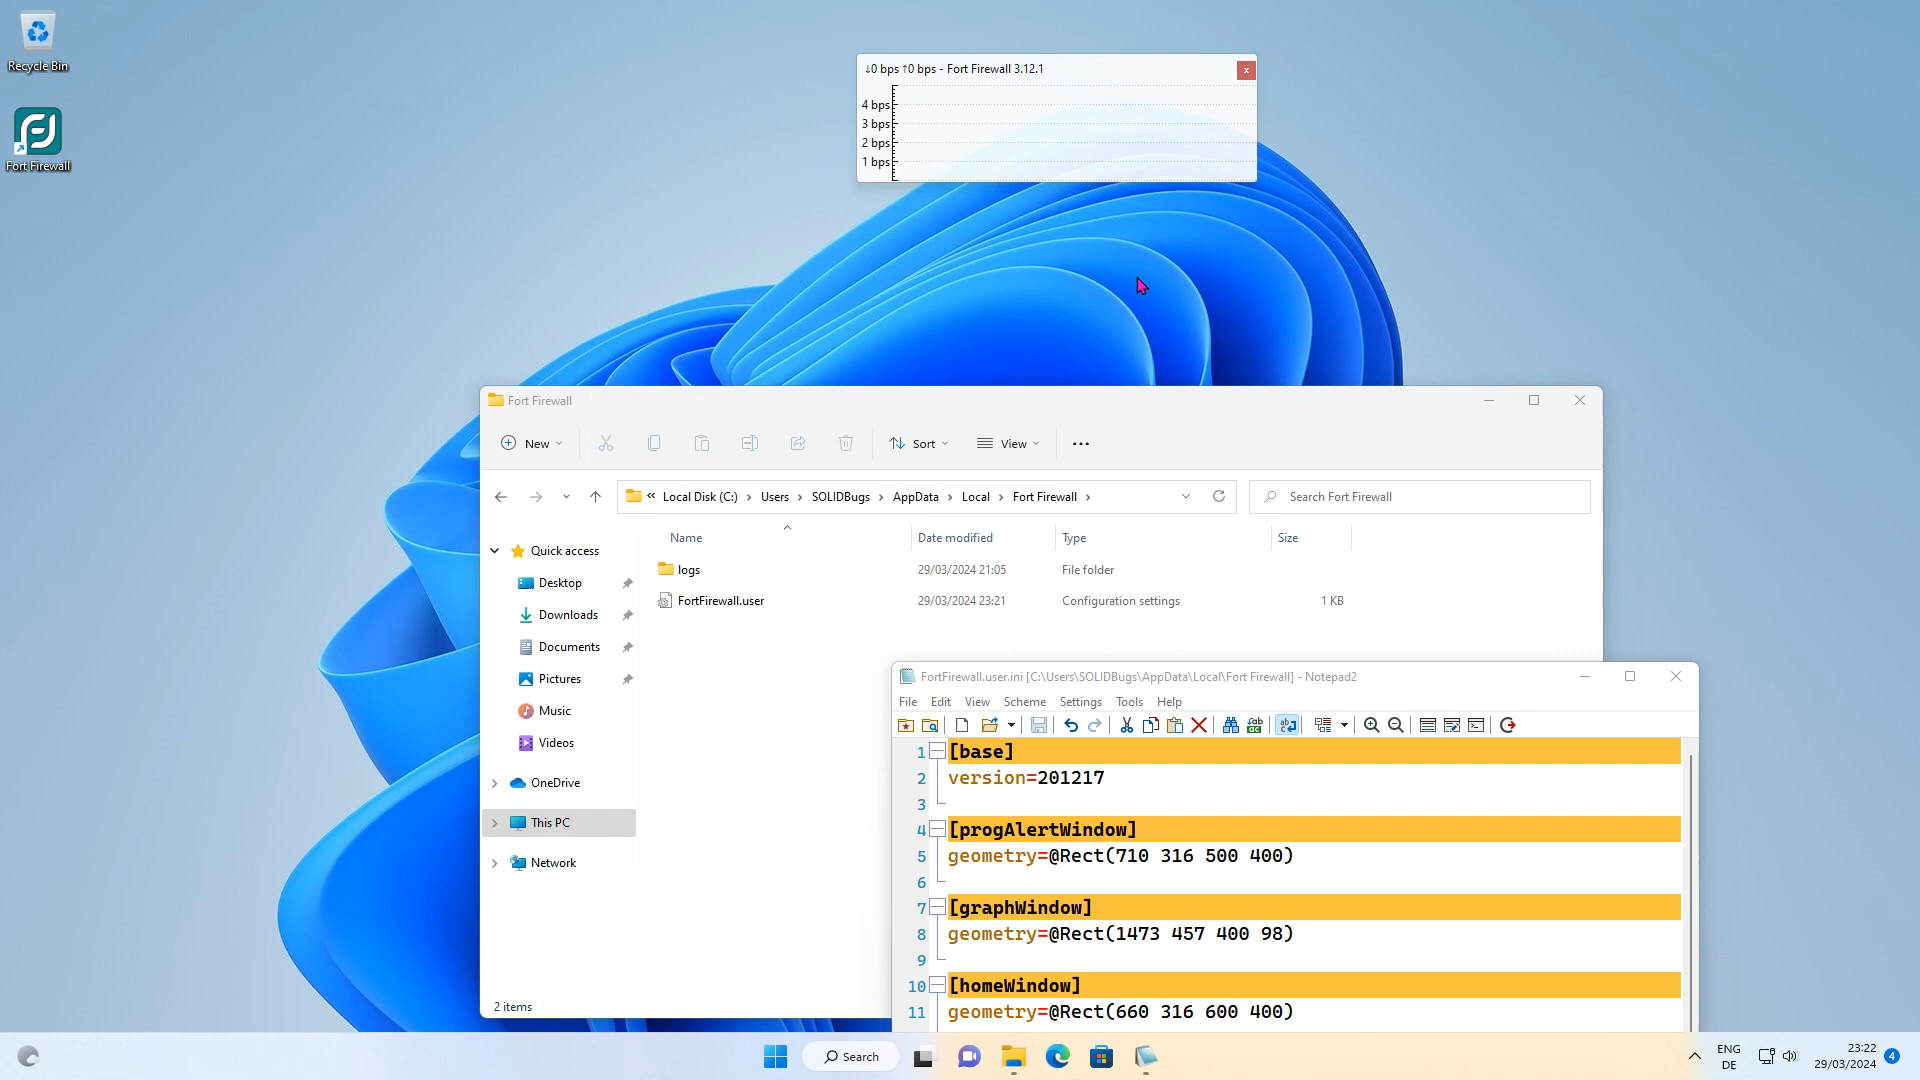 Recycle Bin
Fort Firewall
↓0 bps ↑0 bps - Fort Firewall 3.12.1
x
4 bps
3 bps
2 bps
1 bps
Fort Firewall
New
Sort
View
« Local Disk (C:) > Users > SOLIDBugs > AppData > Local > Fort Firewall >
Search Fort Firewall
Name Date modified Type Size
logs 29/03/2024 21:05 File folder
FortFirewall.user 29/03/2024 23:21 Configuration settings 1 KB
Quick access
Desktop
Downloads
Documents
Pictures
Music
Videos
OneDrive
This PC
Network
2 items
FortFirewall.user.ini [C:\Users\SOLIDBugs\AppData\Local\Fort Firewall] - Notepad2
File Edit View Scheme Settings Tools Help
1 [base]
2 version=201217
3
4 [progAlertWindow]
5 geometry=@Rect(710 316 500 400)
6
7 [graphWindow]
8 geometry=@Rect(1473 457 400 98)
9
10 [homeWindow]
11 geometry=@Rect(660 316 600 400)
Search
ENG
DE
23:22
29/03/2024
4